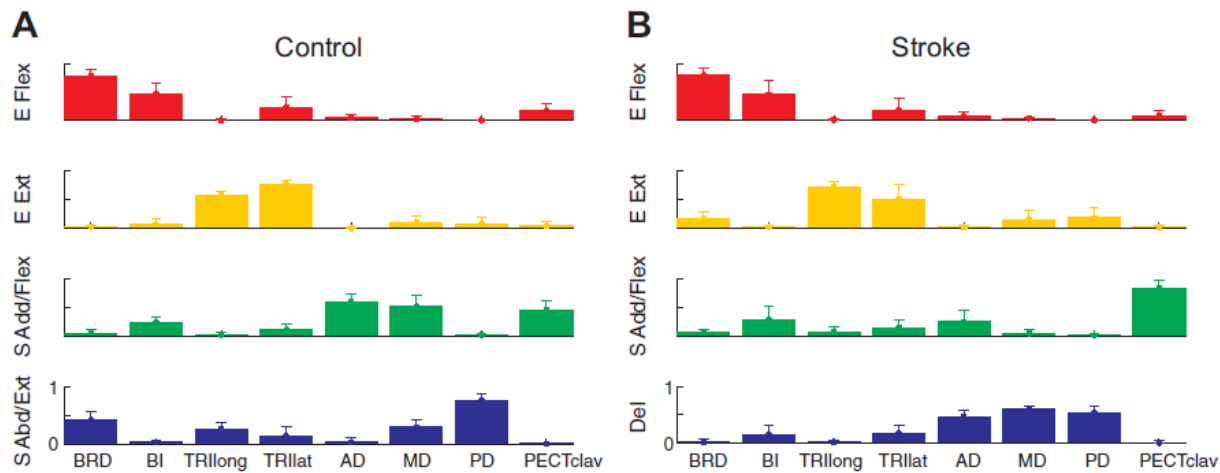 A
Control
E Flex
E Ext
S Add/Flex
S Abd/Ext
1
0
BRD BI TRIlong TRIlat AD MD PD PECTclav
B
Stroke
E Flex
E Ext
S Add/Flex
Del
1
0
BRD BI TRIlong TRIlat AD MD PD PECTclav